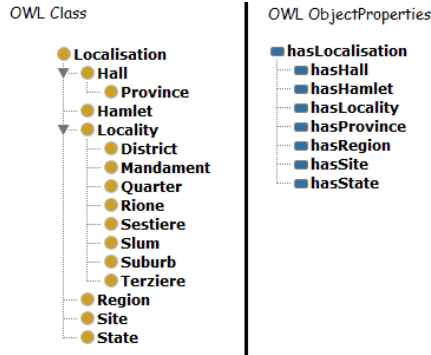 OWL Class
Localisation
Hall
Province
Hamlet
Locality
District
Mandament
Quarter
Rione
Sestiere
Slum
Suburb
Terziere
Region
Site
State
OWL ObjectProperties
hasLocalisation
hasHall
hasHamlet
hasLocality
hasProvince
hasRegion
hasSite
hasState